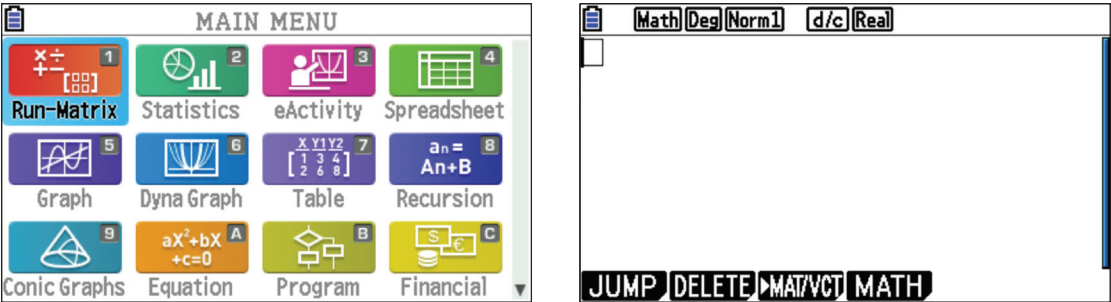 MAIN MENU
×÷ +− [88] 1 2 3 4
Run-Matrix Statistics eActivity Spreadsheet
5 6 X Y1 Y2 7 an= 8
1 3 4 An+B
2 6 8
Graph Dyna Graph Table Recursion
9 aX²+bX A B $ € C
+c=0
Conic Graphs Equation Program Financial
Math Deg Norm1 d/c Real
JUMP DELETE ▶MAT/VCT MATH